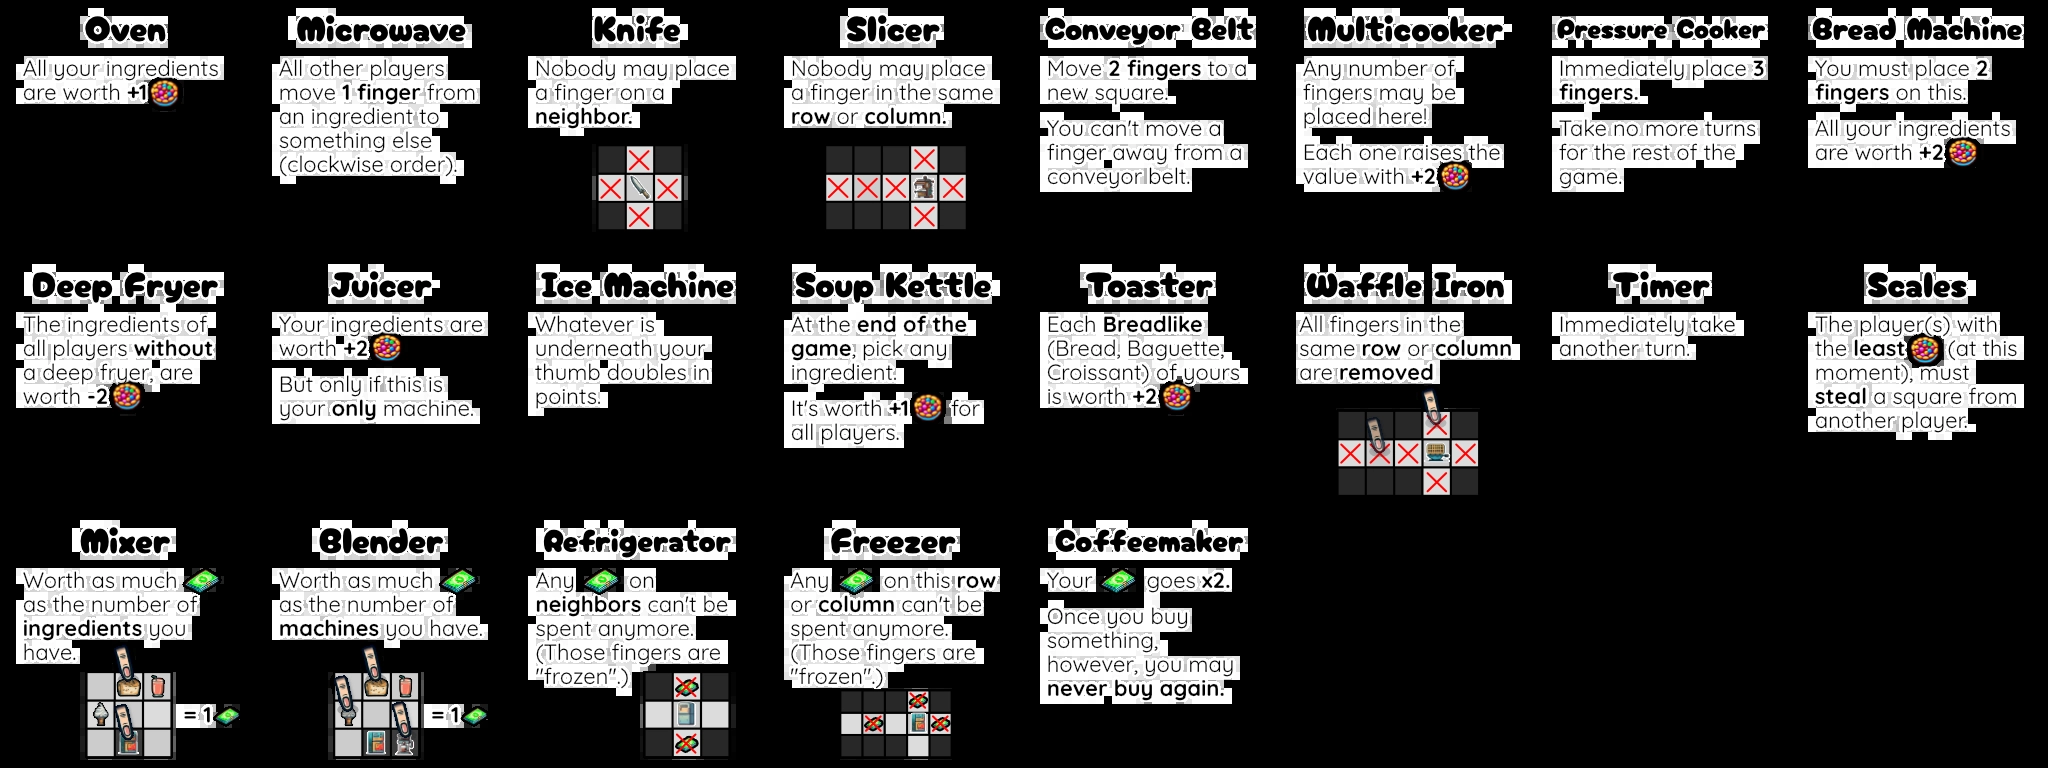 Oven
All your ingredients
are worth +1
Microwave
All other players
move 1 finger from
an ingredient to
something else
(clockwise order).
Knife
Nobody may place
a finger on a
neighbor.
Slicer
Nobody may place
a finger in the same
row or column.
Conveyor Belt
Move 2 fingers to a
new square.
You can't move a
finger away from a
conveyor belt.
Multicooker
Any number of
fingers may be
placed here!
Each one raises the
value with +2
Pressure Cooker
Immediately place 3
fingers.
Take no more turns
for the rest of the
game.
Bread Machine
You must place 2
fingers on this.
All your ingredients
are worth +2
Deep Fryer
The ingredients of
all players without
a deep fryer, are
worth -2
Juicer
Your ingredients are
worth +2
But only if this is
your only machine.
Ice Machine
Whatever is
underneath your
thumb doubles in
points.
Soup Kettle
At the end of the
game, pick any
ingredient.
It's worth +1 for
all players.
Toaster
Each Breadlike
(Bread, Baguette,
Croissant) of yours
is worth +2
Waffle Iron
All fingers in the
same row or column
are removed
Timer
Immediately take
another turn.
Scales
The player(s) with
the least (at this
moment), must
steal a square from
another player.
Mixer
Worth as much
as the number of
ingredients you
have.
= 1
Blender
Worth as much
as the number of
machines you have.
= 1
Refrigerator
Any on
neighbors can't be
spent anymore.
(Those fingers are
"frozen".)
Freezer
Any on this row
or column can't be
spent anymore.
(Those fingers are
"frozen".)
Coffeemaker
Your goes x2.
Once you buy
something,
however, you may
never buy again.